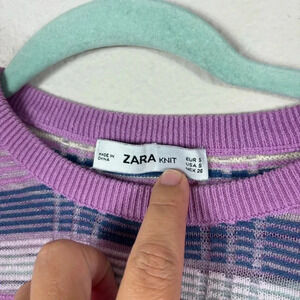 MADE IN
CHINA
ZARA KNIT
EUR S
USA S
MEX 26